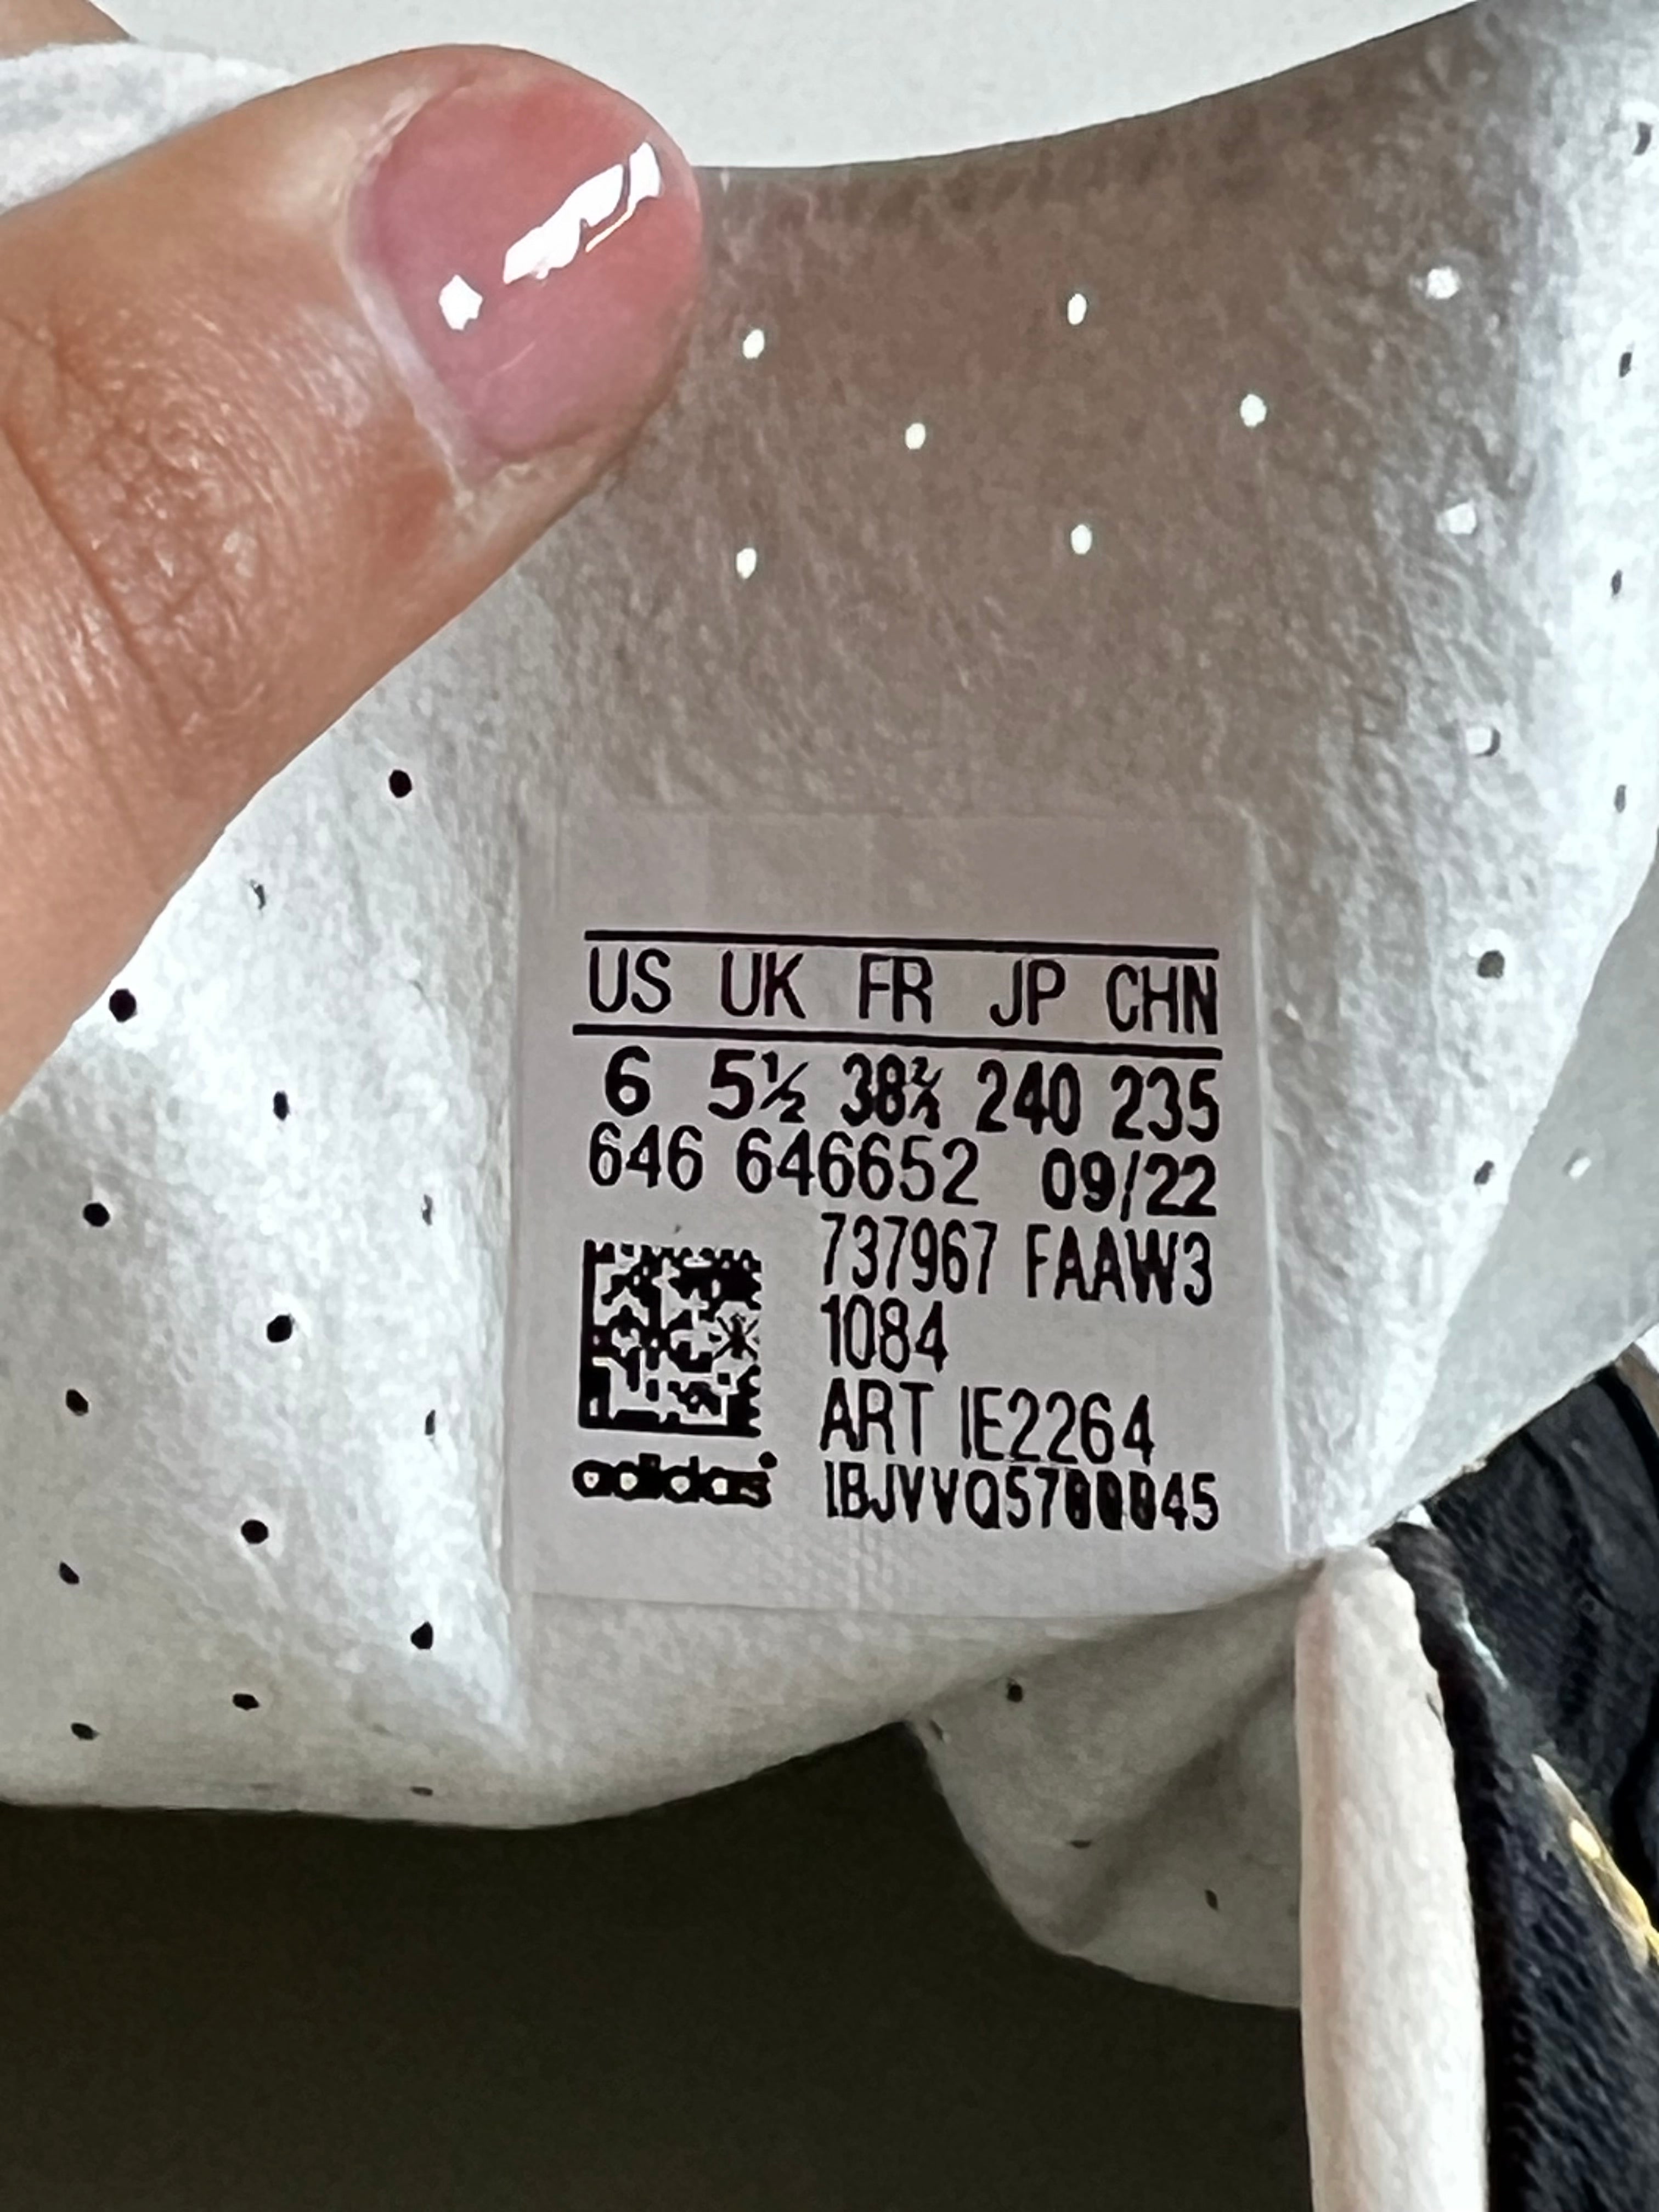 US UK FR JP CHN
6 5½ 38⅔ 240 235
646 646652 09/22
737967 FAAW3
1084
ART IE2264
adidas